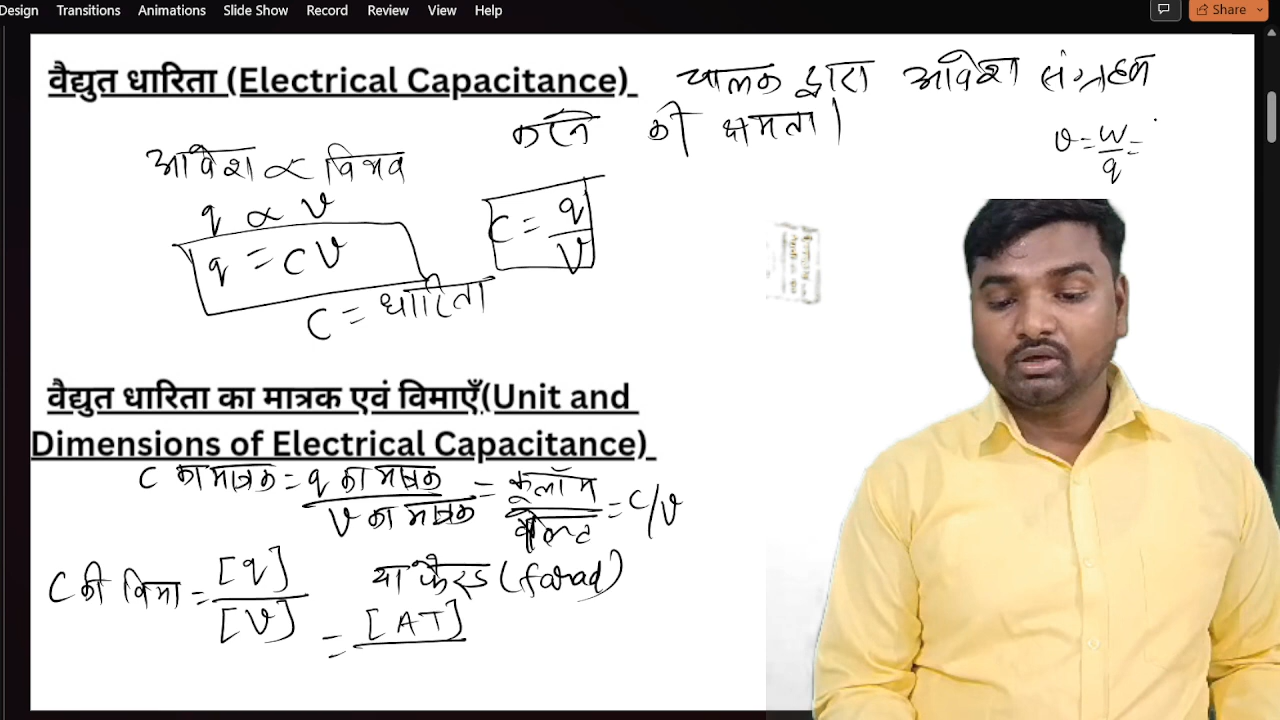 Design Transitions Animations Slide Show Record Review View Help
Share
वैद्युत धारिता (Electrical Capacitance)
चालक द्वारा आवेश संग्रहण
करने की क्षमता।
v = W/q =
आवेश ∝ विभव
q ∝ v
q = CV
C = q/V
C = धारिता
वैद्युत धारिता का मात्रक एवं विमाएँ(Unit and
Dimensions of Electrical Capacitance)
C का मात्रक = q का मात्रक / V का मात्रक = कूलॉम / वोल्ट = C/V
या फैरड (farad)
C की विमा = [q] / [V]
= [AT]